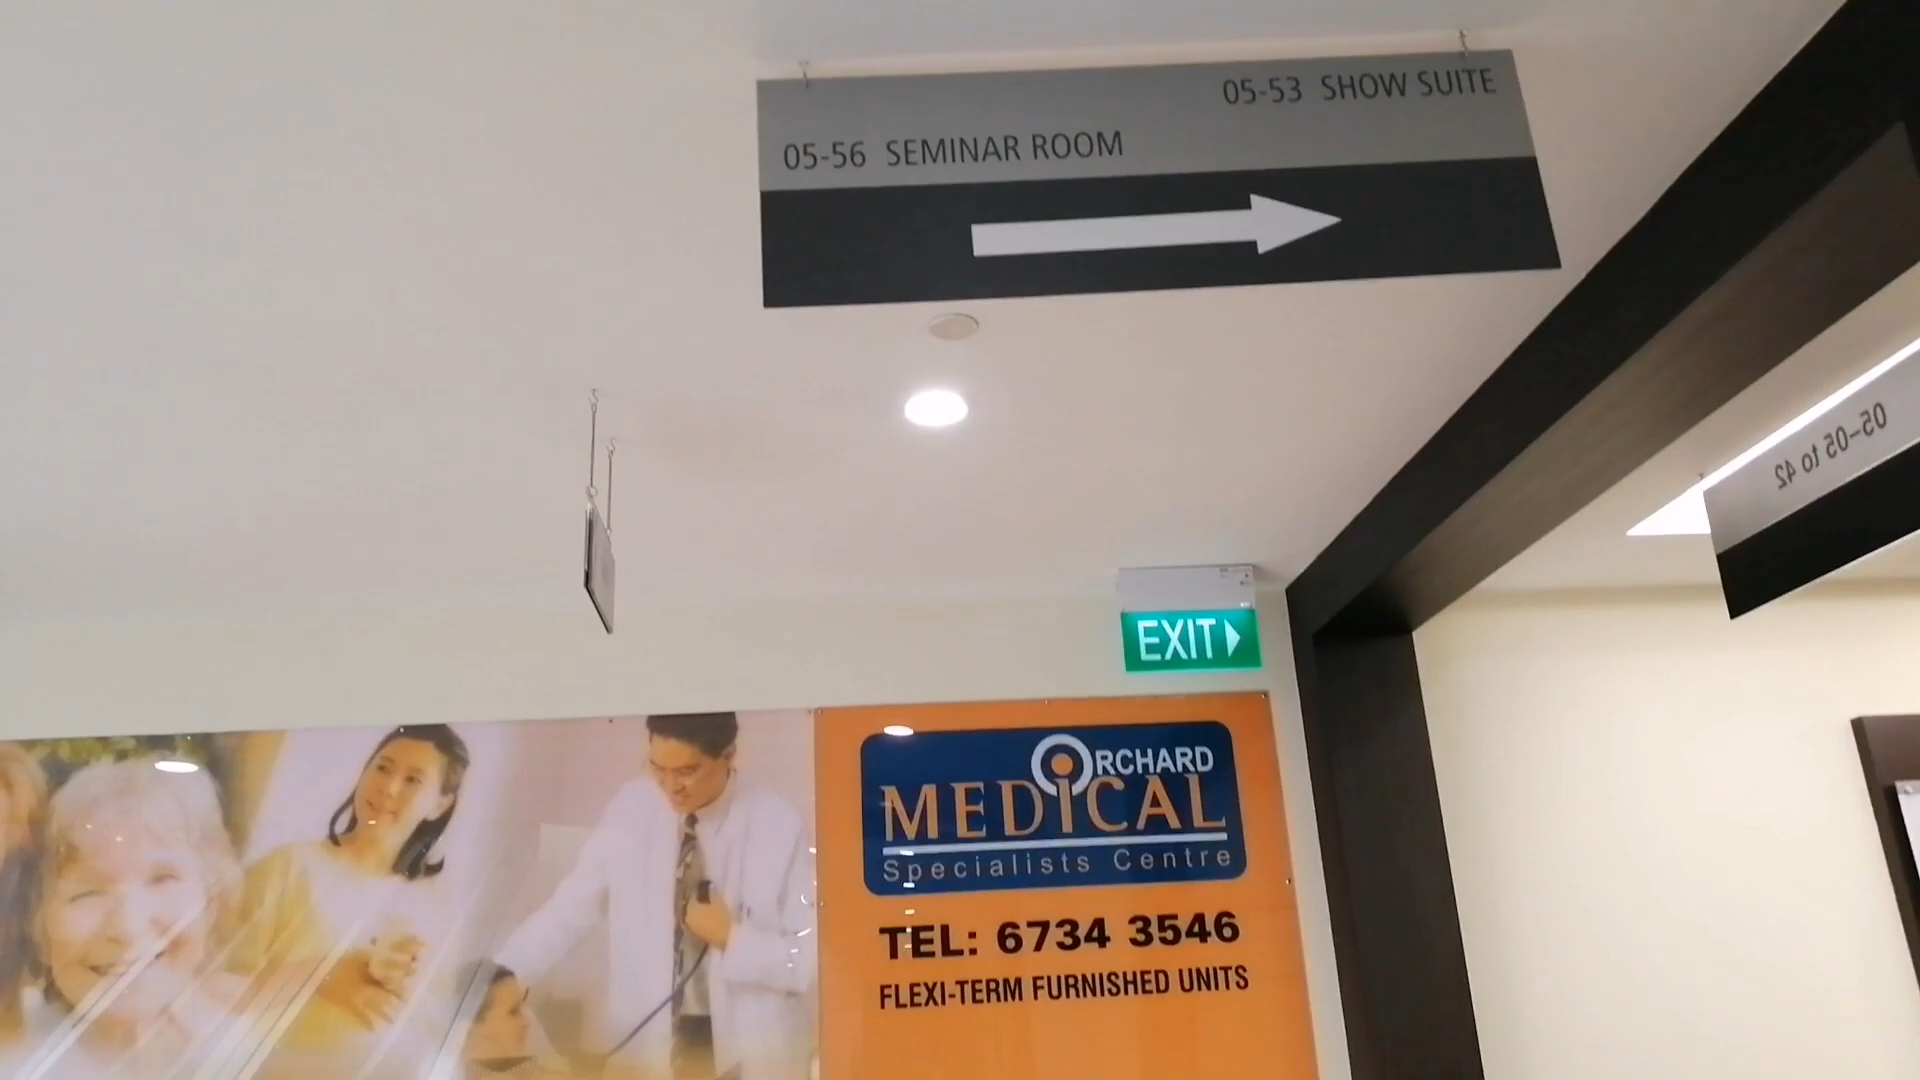 05-53 SHOW SUITE
05-56 SEMINAR ROOM
05-05 to 42
EXIT
ORCHARD
MEDICAL
Specialists Centre
TEL: 6734 3546
FLEXI-TERM FURNISHED UNITS